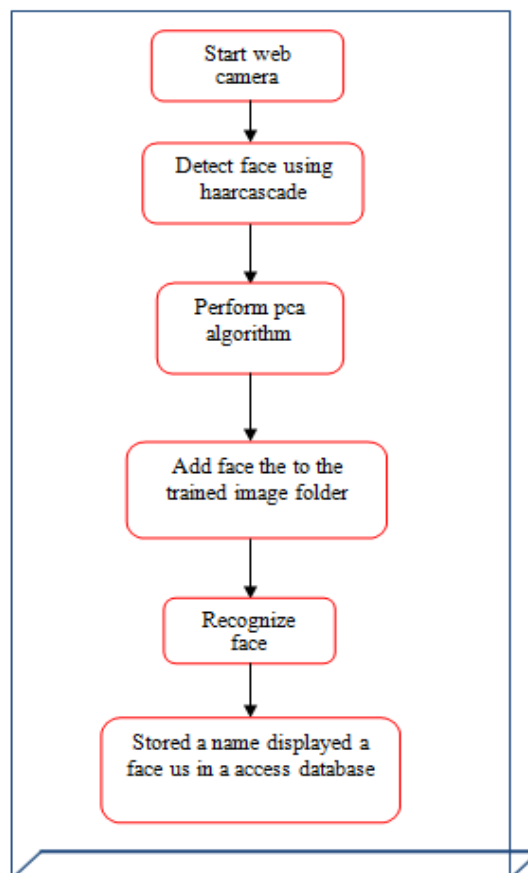 Start web
camera
Detect face using
haarcascade
Perform pca
algorithm
Add face the to the
trained image folder
Recognize
face
Stored a name displayed a
face us in a access database